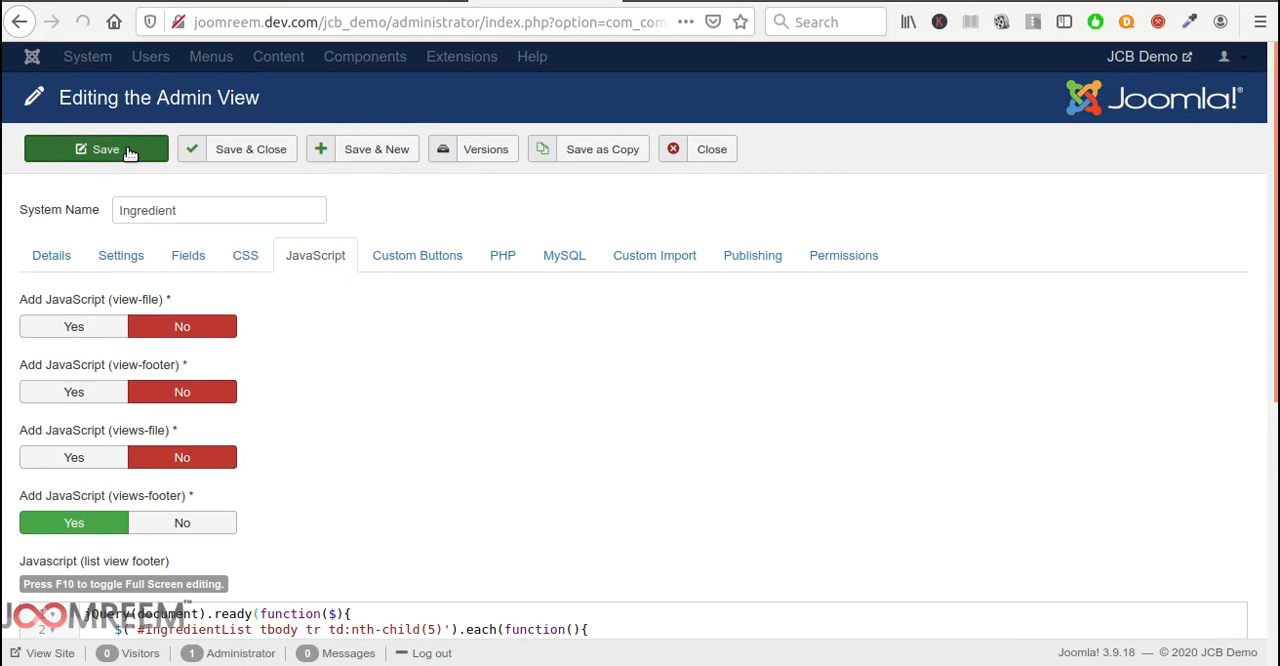 joomreem.dev.com/jcb_demo/administrator/index.php?option=com_com
Search
System Users Menus Content Components Extensions Help JCB Demo
Editing the Admin View Joomla!®
Save Save & Close Save & New Versions Save as Copy Close
System Name Ingredient
Details Settings Fields CSS JavaScript Custom Buttons PHP MySQL Custom Import Publishing Permissions
Add JavaScript (view-file) *
Yes No
Add JavaScript (view-footer) *
Yes No
Add JavaScript (views-file) *
Yes No
Add JavaScript (views-footer) *
Yes No
Javascript (list view footer)
Press F10 to toggle Full Screen editing.
JOOMREEM™
jQuery(document).ready(function($){
2 $('#ingredientList tbody tr td:nth-child(5)').each(function(){
View Site 0 Visitors 1 Administrator 0 Messages Log out Joomla! 3.9.18 — © 2020 JCB Demo